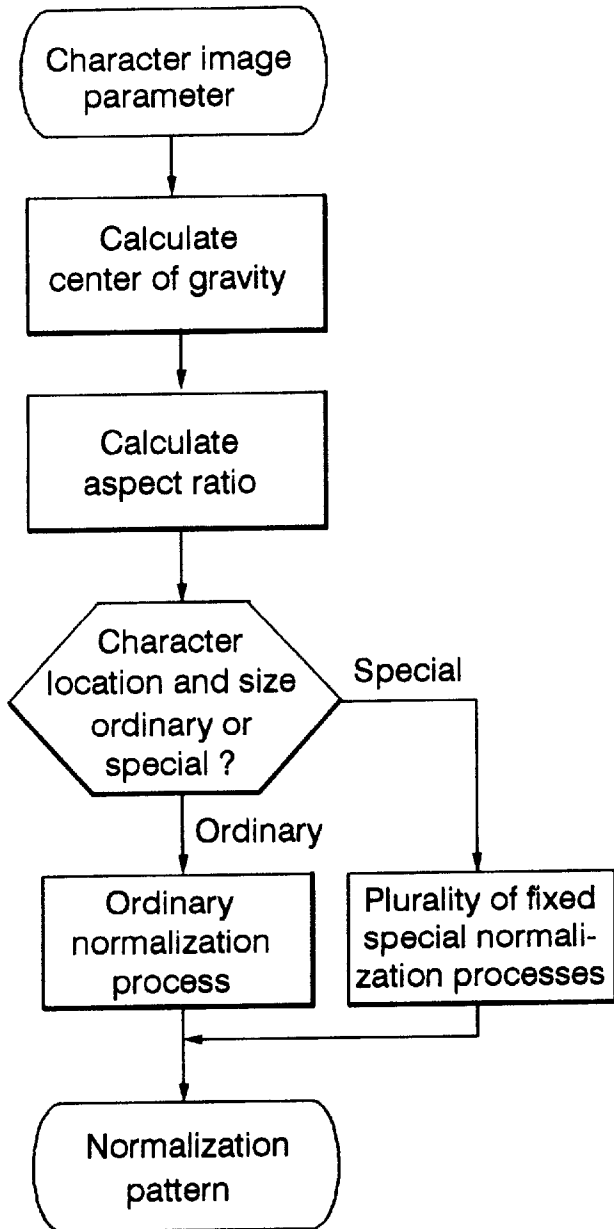 Character image
parameter
Calculate
center of gravity
Calculate
aspect ratio
Character
location and size
ordinary or
special ?
Special
Ordinary
Ordinary
normalization
process
Plurality of fixed
special normali-
zation processes
Normalization
pattern